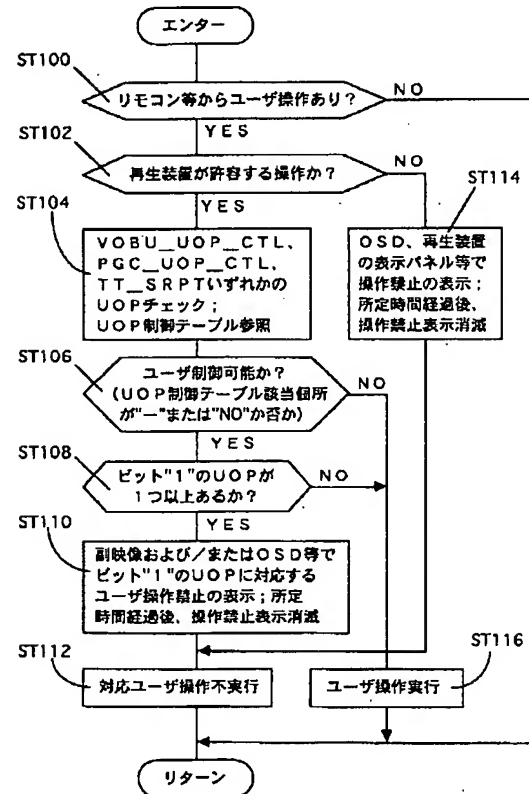 エンター
ST100
リモコン等からユーザ操作あり？
NO
YES
ST102
再生装置が許容する操作か？
NO
YES
ST104
VOBU_UOP_CTL、
PGC_UOP_CTL、
TT_SRPTいずれかの
UOPチェック；
UOP制御テーブル参照
ST114
OSD、再生装置
の表示パネル等で
操作禁止の表示；
所定時間経過後、
操作禁止表示消滅
ST106
ユーザ制御可能か？
(UOP制御テーブル該当個所
が"ー"または"NO"か否か)
NO
YES
ST108
ビット"1"のUOPが
1つ以上あるか？
NO
YES
ST110
副映像および／またはOSD等で
ビット"1"のUOPに対応する
ユーザ操作禁止の表示；所定
時間経過後、操作禁止表示消滅
ST112
対応ユーザ操作不実行
ST116
ユーザ操作実行
リターン